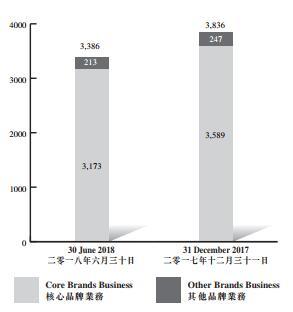 4000
3,836
247
3,386
213
3000
2000
3,589
3,173
1000
0
30 June 2018
二零一八年六月三十日
31 December 2017
二零一七年十二月三十一日
Core Brands Business
核心品牌業務
Other Brands Business
其他品牌業務